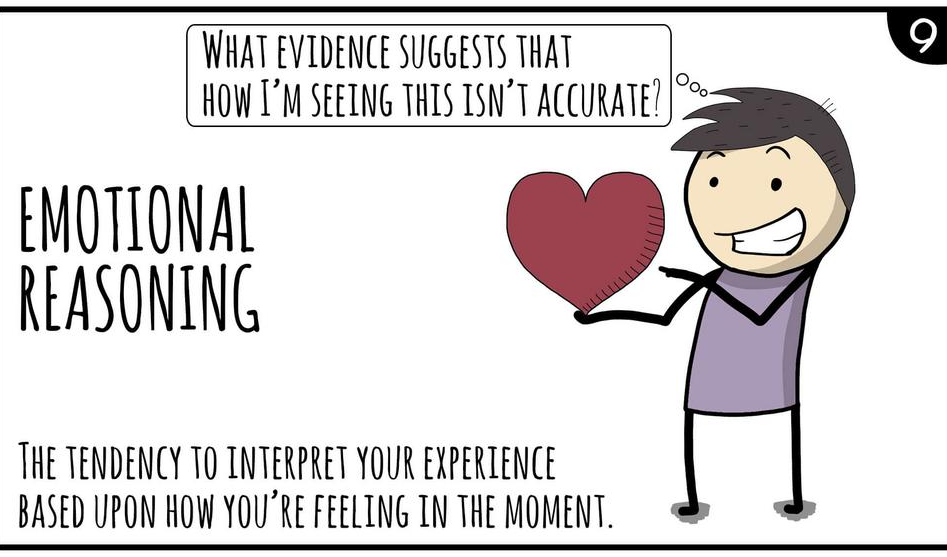 9
WHAT EVIDENCE SUGGESTS THAT
HOW I'M SEEING THIS ISN'T ACCURATE?
EMOTIONAL
REASONING
THE TENDENCY TO INTERPRET YOUR EXPERIENCE
BASED UPON HOW YOU'RE FEELING IN THE MOMENT.